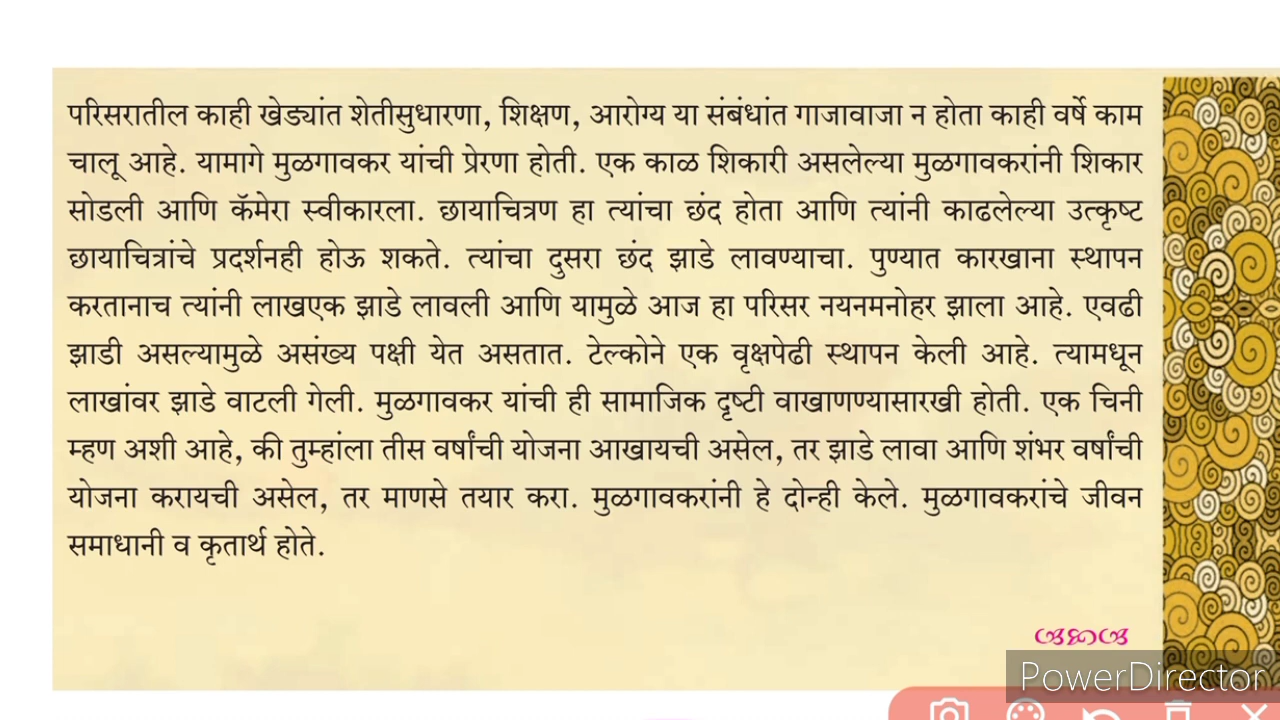 परिसरातील काही खेड्यांत शेतीसुधारणा, शिक्षण, आरोग्य या संबंधांत गाजावाजा न होता काही वर्षे काम
चालू आहे. यामागे मुळगावकर यांची प्रेरणा होती. एक काळ शिकारी असलेल्या मुळगावकरांनी शिकार
सोडली आणि कॅमेरा स्वीकारला. छायाचित्रण हा त्यांचा छंद होता आणि त्यांनी काढलेल्या उत्कृष्ट
छायाचित्रांचे प्रदर्शनही होऊ शकते. त्यांचा दुसरा छंद झाडे लावण्याचा. पुण्यात कारखाना स्थापन
करतानाच त्यांनी लाखएक झाडे लावली आणि यामुळे आज हा परिसर नयनमनोहर झाला आहे. एवढी
झाडी असल्यामुळे असंख्य पक्षी येत असतात. टेल्कोने एक वृक्षपेढी स्थापन केली आहे. त्यामधून
लाखांवर झाडे वाटली गेली. मुळगावकर यांची ही सामाजिक दृष्टी वाखाणण्यासारखी होती. एक चिनी
म्हण अशी आहे, की तुम्हांला तीस वर्षांची योजना आखायची असेल, तर झाडे लावा आणि शंभर वर्षांची
योजना करायची असेल, तर माणसे तयार करा. मुळगावकरांनी हे दोन्ही केले. मुळगावकरांचे जीवन
समाधानी व कृतार्थ होते.
PowerDirector